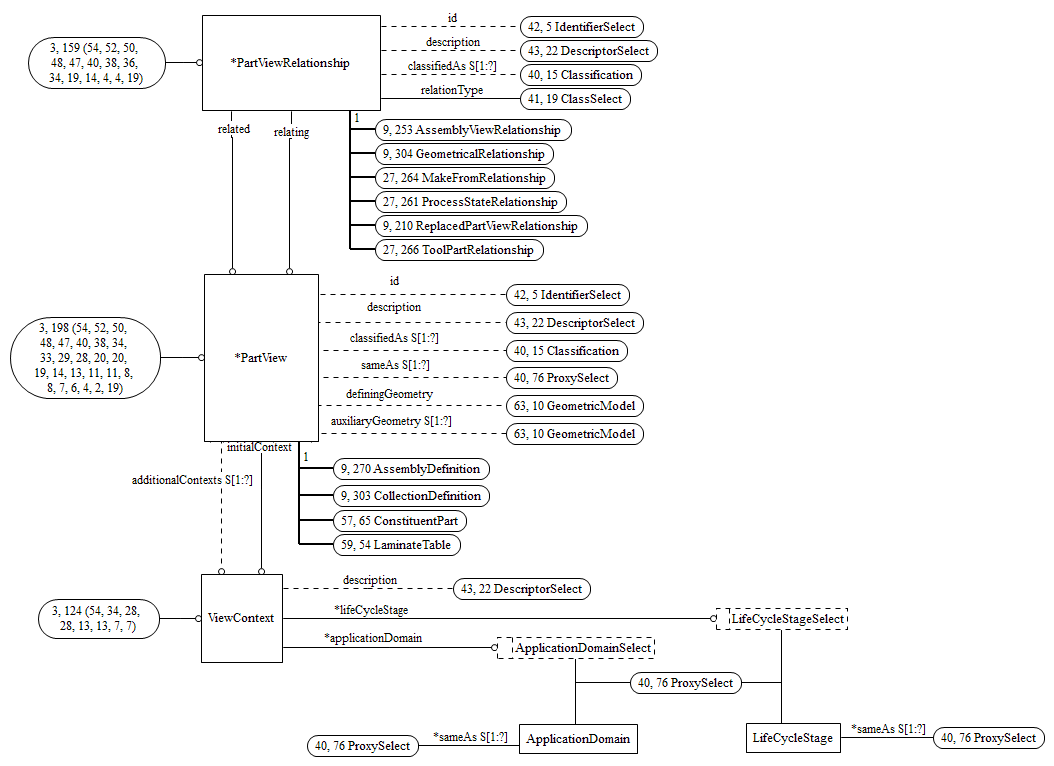 id
42, 5 IdentifierSelect
3, 159 (54, 52, 50,
48, 47, 40, 38, 36,
34, 19, 14, 4, 4, 19)
*PartViewRelationship
description
43, 22 DescriptorSelect
classifiedAs S[1:?]
40, 15 Classification
relationType
41, 19 ClassSelect
related
relating
1
9, 253 AssemblyViewRelationship
9, 304 GeometricalRelationship
27, 264 MakeFromRelationship
27, 261 ProcessStateRelationship
9, 210 ReplacedPartViewRelationship
27, 266 ToolPartRelationship
id
42, 5 IdentifierSelect
description
43, 22 DescriptorSelect
3, 198 (54, 52, 50,
48, 47, 40, 38, 34,
33, 29, 28, 20, 20,
19, 14, 13, 11, 11, 8,
8, 7, 6, 4, 2, 19)
*PartView
classifiedAs S[1:?]
40, 15 Classification
sameAs S[1:?]
40, 76 ProxySelect
definingGeometry
63, 10 GeometricModel
auxiliaryGeometry S[1:?]
63, 10 GeometricModel
initialContext
1
additionalContexts S[1:?]
9, 270 AssemblyDefinition
9, 303 CollectionDefinition
57, 65 ConstituentPart
59, 54 LaminateTable
description
43, 22 DescriptorSelect
3, 124 (54, 34, 28,
28, 13, 13, 7, 7)
ViewContext
*lifeCycleStage
LifeCycleStageSelect
*applicationDomain
ApplicationDomainSelect
40, 76 ProxySelect
40, 76 ProxySelect
*sameAs S[1:?]
ApplicationDomain
LifeCycleStage
*sameAs S[1:?]
40, 76 ProxySelect